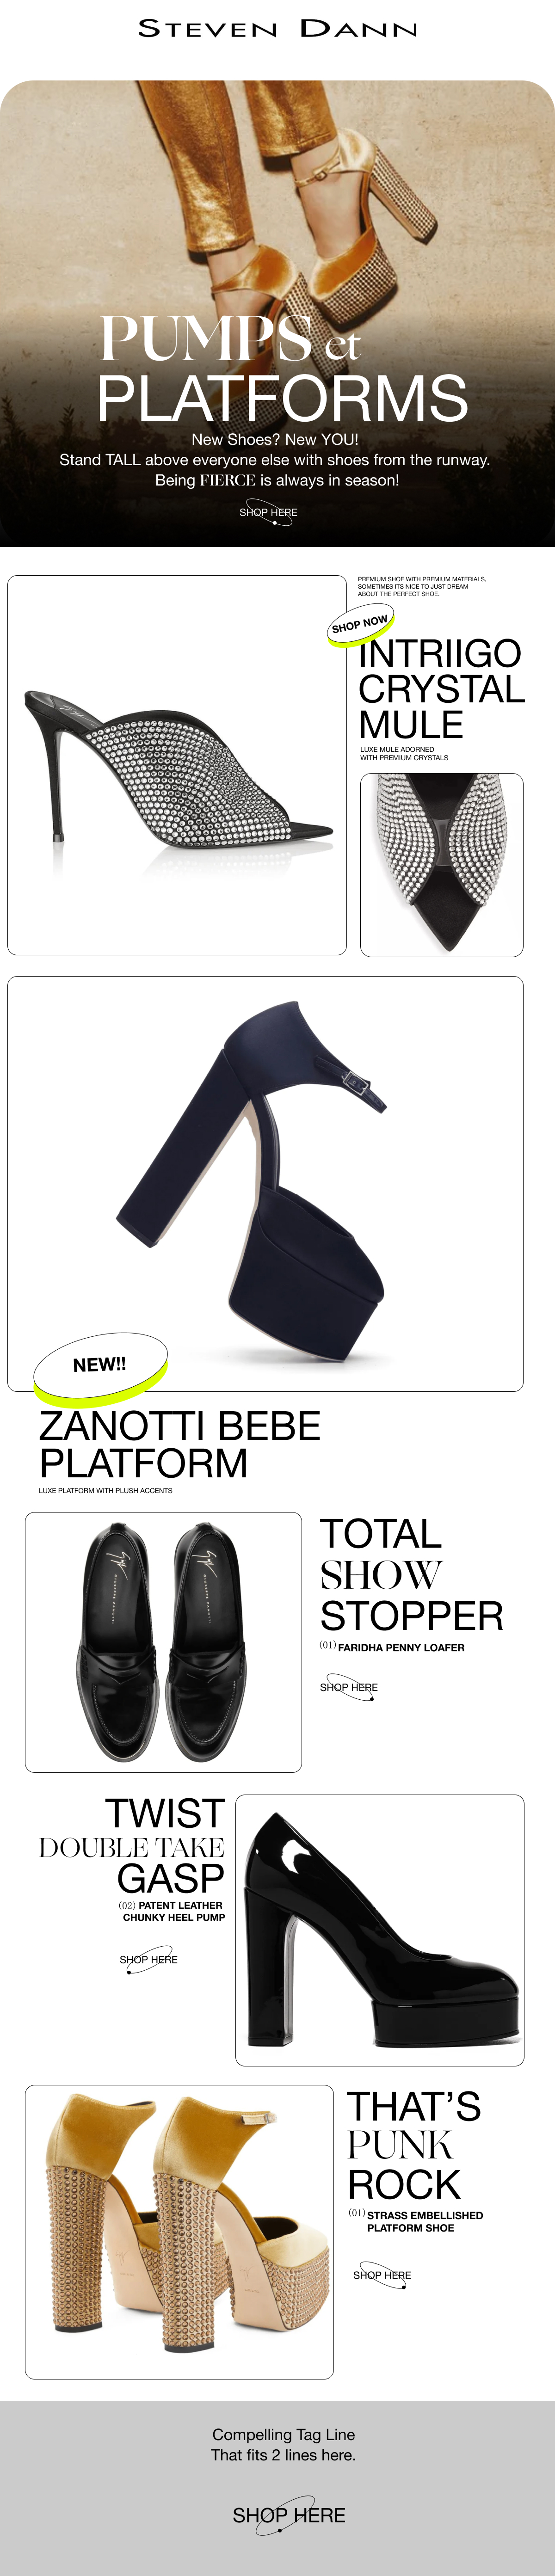 STEVEN DANN
PUMPS et
PLATFORMS
New Shoes? New YOU!
Stand TALL above everyone else with shoes from the runway.
Being FIERCE is always in season!
SHOP HERE
PREMIUM SHOE WITH PREMIUM MATERIALS,
SOMETIMES ITS NICE TO JUST DREAM
ABOUT THE PERFECT SHOE.
SHOP NOW
INTRIIGO
CRYSTAL
MULE
LUXE MULE ADORNED
WITH PREMIUM CRYSTALS
NEW!!
ZANOTTI BEBE
PLATFORM
LUXE PLATFORM WITH PLUSH ACCENTS
TOTAL
SHOW
STOPPER
(01) FARIDHA PENNY LOAFER
SHOP HERE
TWIST
DOUBLE TAKE
GASP
(02) PATENT LEATHER
CHUNKY HEEL PUMP
SHOP HERE
THAT'S
PUNK
ROCK
(01) STRASS EMBELLISHED
PLATFORM SHOE
SHOP HERE
Compelling Tag Line
That fits 2 lines here.
SHOP HERE